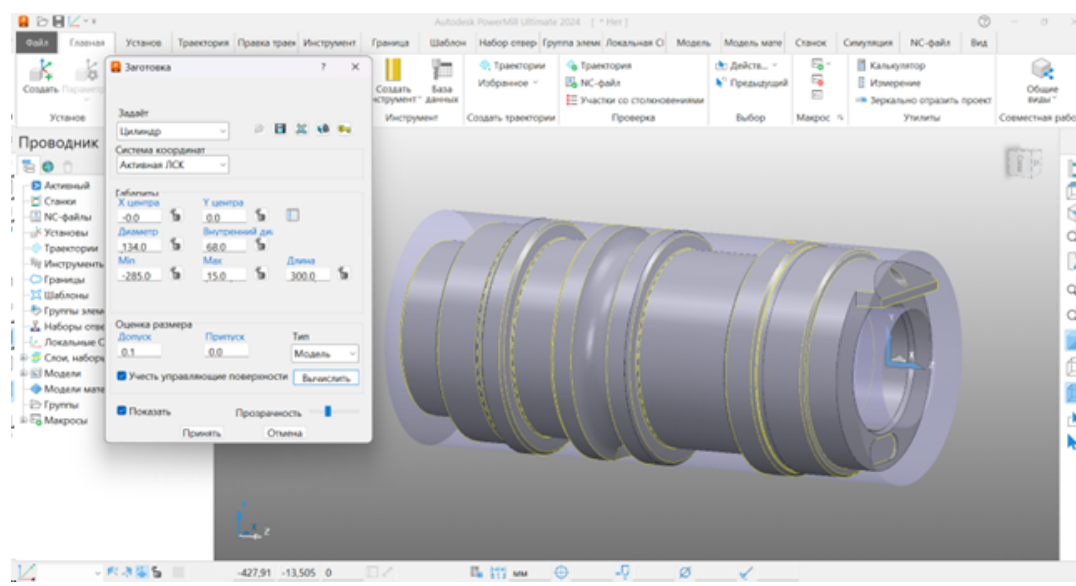 Autodesk PowerMill Ultimate 2024 [ * Нет ]
Файл Главная Установ Траектория Правка траек Инструмент Граница Шаблон Набор отвер Группа элеме Локальная СІ Модель Модель мате Станок Симуляция NC-файл Вид
Создать Параметр
Установ
Создать
нструмент
База
данных
Инструмент
Траектории
Избранное
Создать траектории
Траектория
NC-файл
Участки со столкновениями
Проверка
Действ...
Предыдущий
Выбор
Макрос
Калькулятор
Измерение
Зеркально отразить проект
Утилиты
Общие
виды
Совместная рабо
Проводник
Активный
Станки
NC-файлы
Установы
Траектории
Инструменть
Границы
Шаблоны
Группы элем
Наборы отве
Локальные С
Слои, наборы
Модели
Модели мате
Группы
Макросы
Заготовка ? ×
Задаёт
Цилиндр
Система координат
Активная ЛСК
Габариты
X центра Y центра
-0.0 0.0
Диаметр Внутренний ди
134.0 68.0
Min Max Длина
-285.0 15.0 300.0
Оценка размера
Допуск Припуск Тип
0.1 0.0 Модель
Учесть управляющие поверхности Вычислить
Показать Прозрачность
Принять Отмена
Y
X
Z
-427,91 -13,505 0 мм